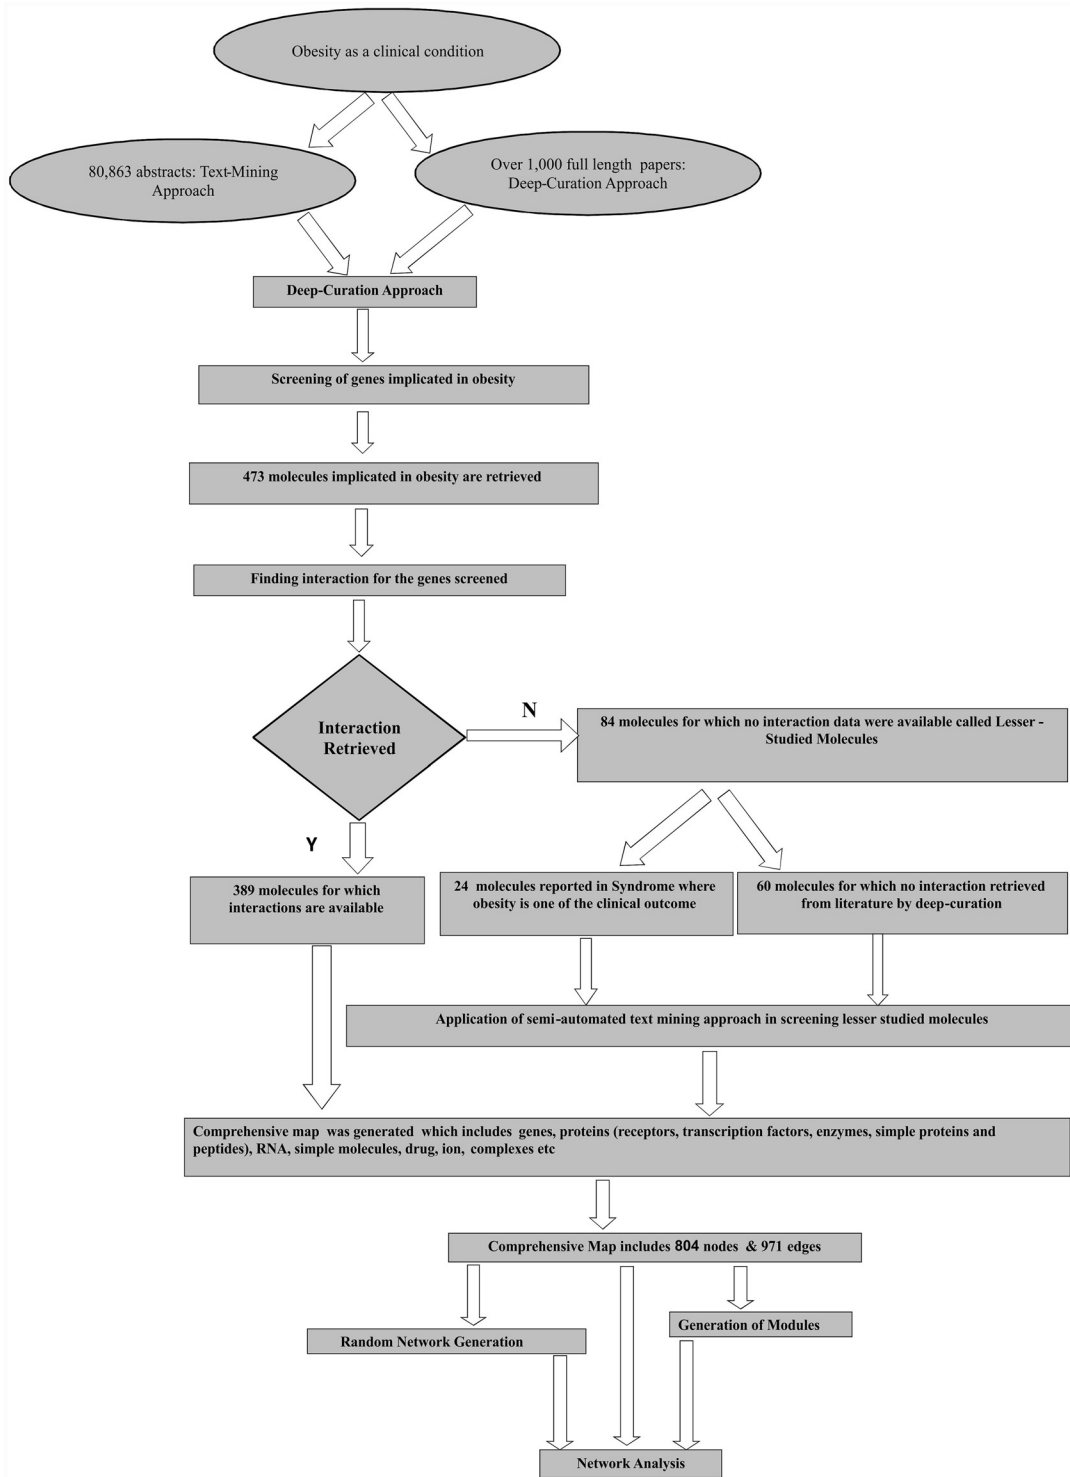 Obesity as a clinical condition
80,863 abstracts: Text-Mining
Approach
Over 1,000 full length papers:
Deep-Curation Approach
Deep-Curation Approach
Screening of genes implicated in obesity
473 molecules implicated in obesity are retrieved
Finding interaction for the genes screened
Interaction
Retrieved
N
84 molecules for which no interaction data were available called Lesser -
Studied Molecules
Y
389 molecules for which
interactions are available
24 molecules reported in Syndrome where
obesity is one of the clinical outcome
60 molecules for which no interaction retrieved
from literature by deep-curation
Application of semi-automated text mining approach in screening lesser studied molecules
Comprehensive map was generated which includes genes, proteins (receptors, transcription factors, enzymes, simple proteins and
peptides), RNA, simple molecules, drug, ion, complexes etc
Comprehensive Map includes 804 nodes & 971 edges
Random Network Generation
Generation of Modules
Network Analysis